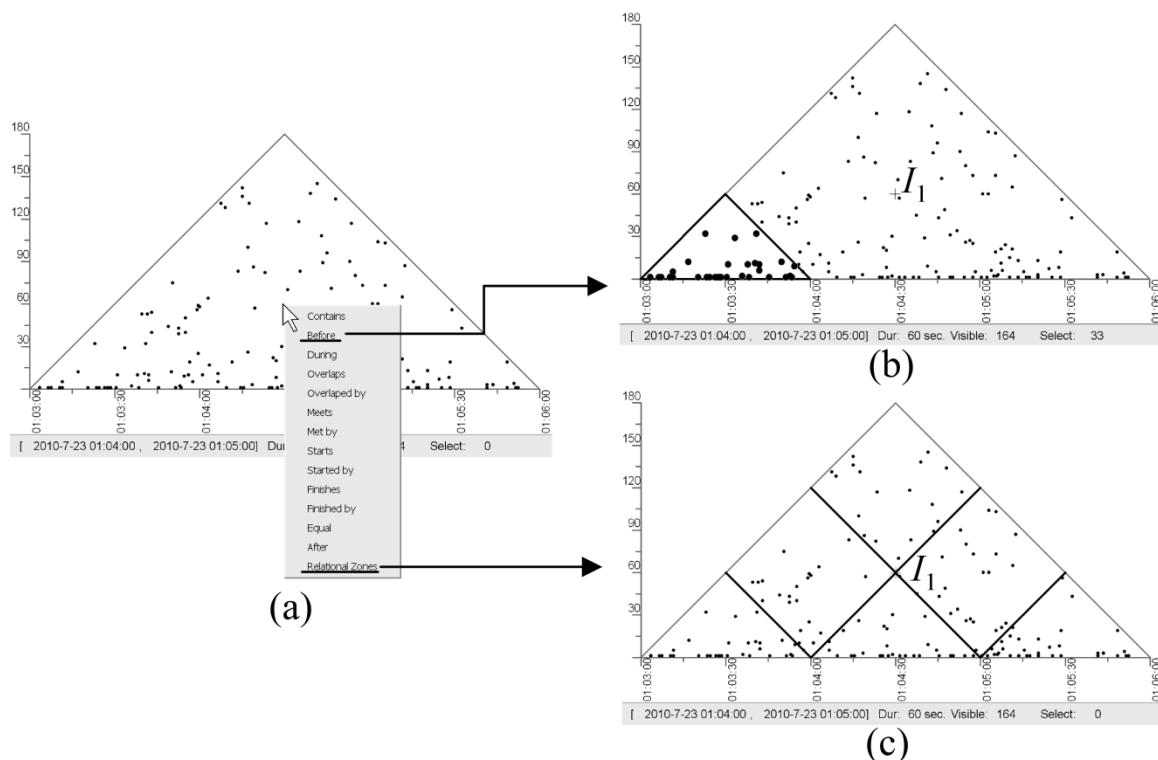 180
150
120
90
60
30
01:03:00
01:03:30
01:04:00
01:05:30
01:06:00
Contains
Before
During
Overlaps
Overlaped by
Meets
Met by
Starts
Started by
Finishes
Finished by
Equal
After
Relational Zones
[ 2010-7-23 01:04:00 , 2010-7-23 01:05:00] Dur 4 Select: 0
(a)
180
150
120
90
60
30
I1
01:03:00
01:03:30
01:04:00
01:04:30
01:05:00
01:05:30
01:06:00
[ 2010-7-23 01:04:00 , 2010-7-23 01:05:00] Dur: 60 sec. Visible: 164 Select: 33
(b)
180
150
120
90
60
30
I1
01:03:00
01:03:30
01:04:00
01:04:30
01:05:00
01:05:30
01:06:00
[ 2010-7-23 01:04:00 , 2010-7-23 01:05:00] Dur: 60 sec. Visible: 164 Select: 0
(c)